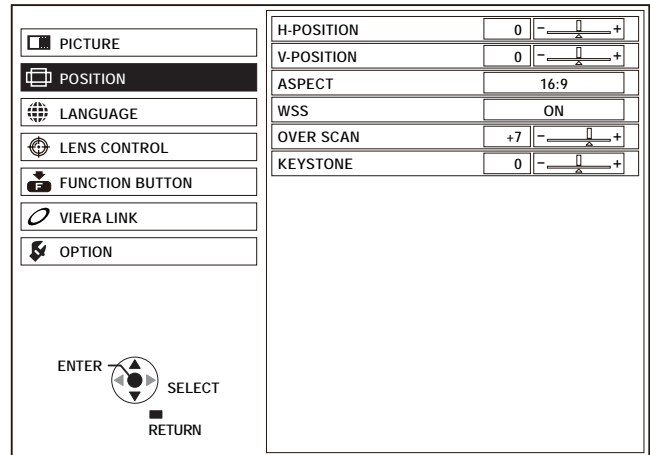 PICTURE
POSITION
LANGUAGE
LENS CONTROL
F FUNCTION BUTTON
VIERA LINK
OPTION
ENTER
SELECT
RETURN
H-POSITION 0 - +
V-POSITION 0 - +
ASPECT 16:9
WSS ON
OVER SCAN +7 - +
KEYSTONE 0 - +